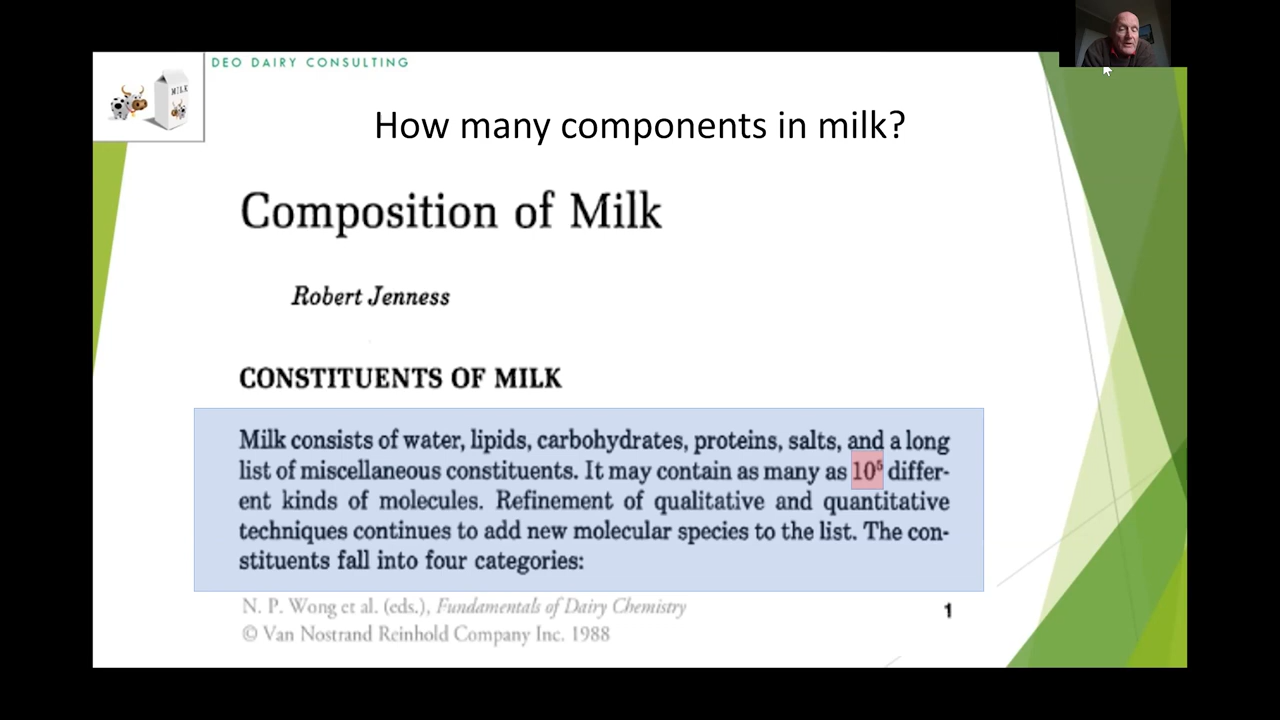 DEO DAIRY CONSULTING
MILK
How many components in milk?
Composition of Milk
Robert Jenness
CONSTITUENTS OF MILK
Milk consists of water, lipids, carbohydrates, proteins, salts, and a long
list of miscellaneous constituents. It may contain as many as 10⁵ differ-
ent kinds of molecules. Refinement of qualitative and quantitative
techniques continues to add new molecular species to the list. The con-
stituents fall into four categories:
N. P. Wong et al. (eds.), Fundamentals of Dairy Chemistry
© Van Nostrand Reinhold Company Inc. 1988
1